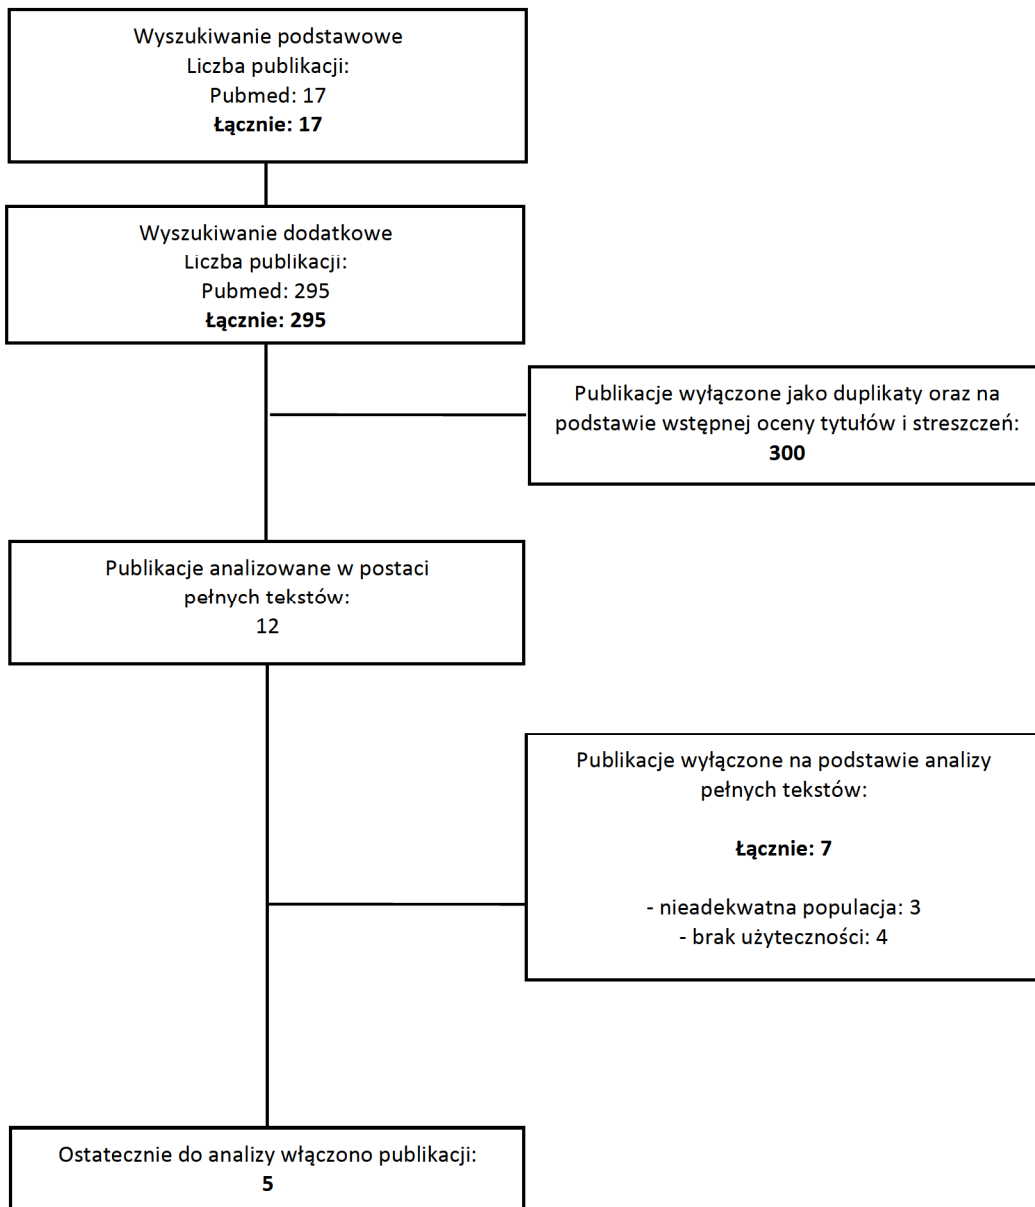 Wyszukiwanie podstawowe
Liczba publikacji:
Pubmed: 17
Łącznie: 17
Wyszukiwanie dodatkowe
Liczba publikacji:
Pubmed: 295
Łącznie: 295
Publikacje wyłączone jako duplikaty oraz na
podstawie wstępnej oceny tytułów i streszczeń:
300
Publikacje analizowane w postaci
pełnych tekstów:
12
Publikacje wyłączone na podstawie analizy
pełnych tekstów:
Łącznie: 7
- nieadekwatna populacja: 3
- brak użyteczności: 4
Ostatecznie do analizy włączono publikacji:
5